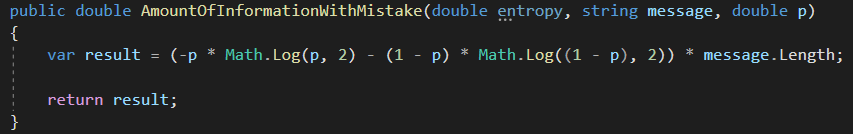 public double AmountOfInformationWithMistake(double entropy, string message, double p)
{
var result = (-p * Math.Log(p, 2) - (1 - p) * Math.Log((1 - p), 2)) * message.Length;
return result;
}